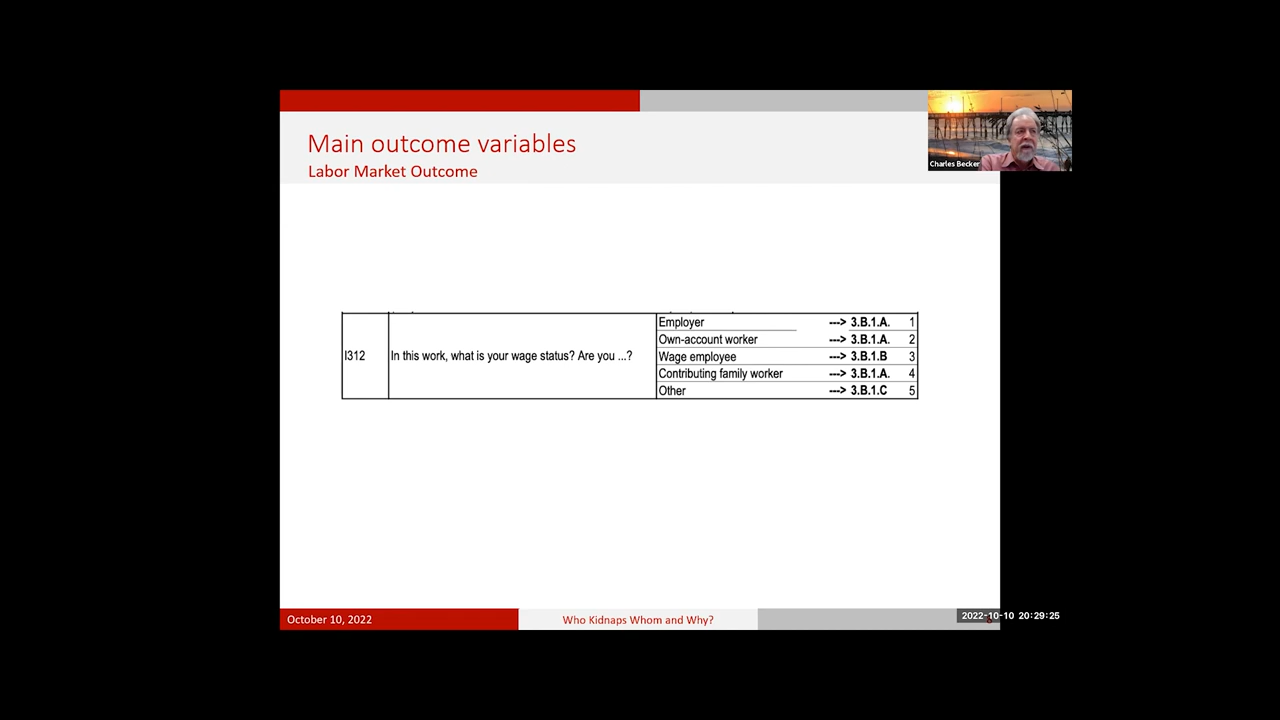 Main outcome variables
Labor Market Outcome
Charles Becker
I312 In this work, what is your wage status? Are you ...?
Employer ---> 3.B.1.A. 1
Own-account worker ---> 3.B.1.A. 2
Wage employee ---> 3.B.1.B 3
Contributing family worker ---> 3.B.1.A. 4
Other ---> 3.B.1.C 5
October 10, 2022
Who Kidnaps Whom and Why?
2022-10-10 20:29:25